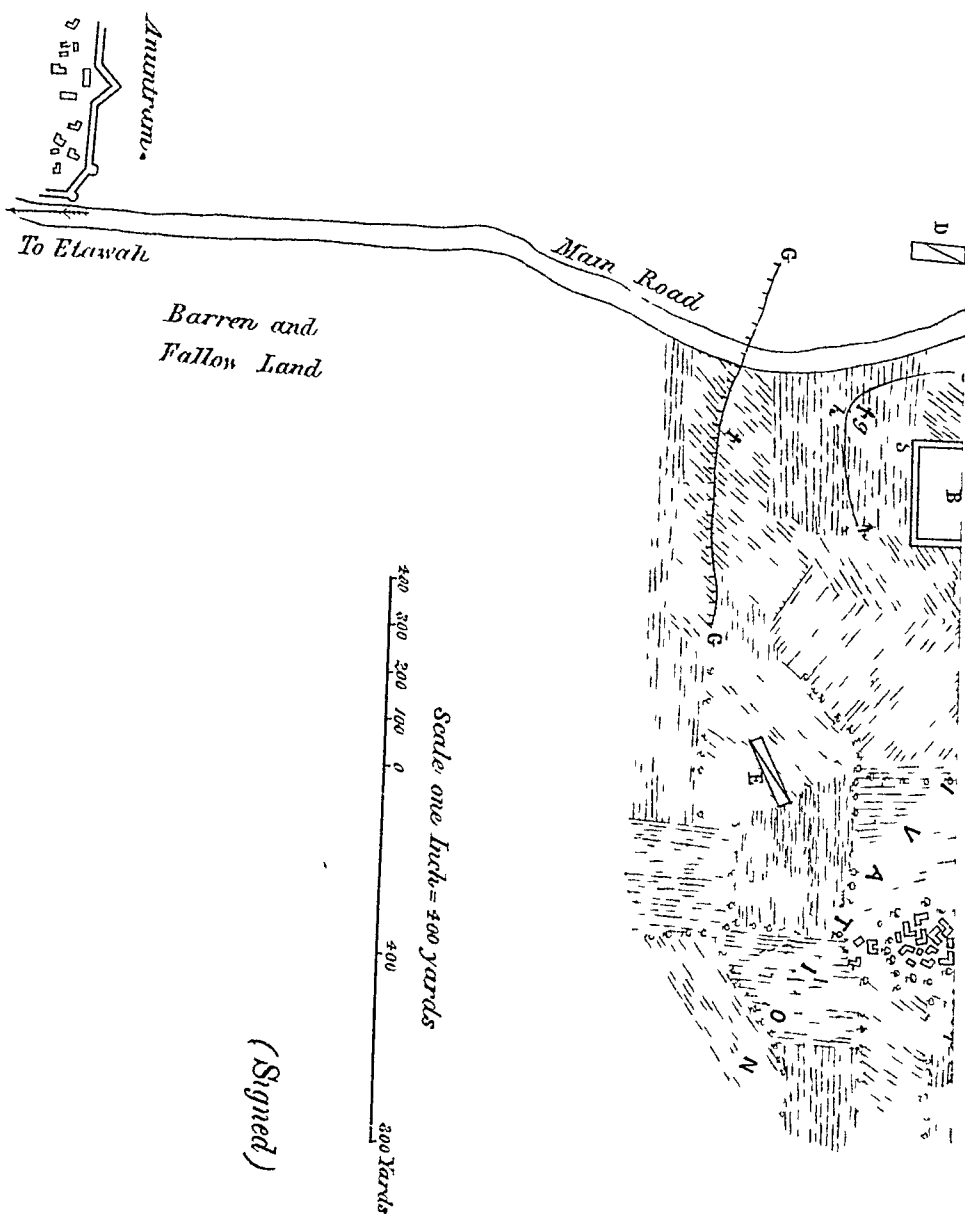 Anuntram.
To Etawah
Barren and
Fallow Land
Main Road
D
G
G
g
h
S
B
E
V
A
T
I
O
N
Scale one Inch = 400 yards
400 300 200 100 0 400 800 Yards
(Signed)